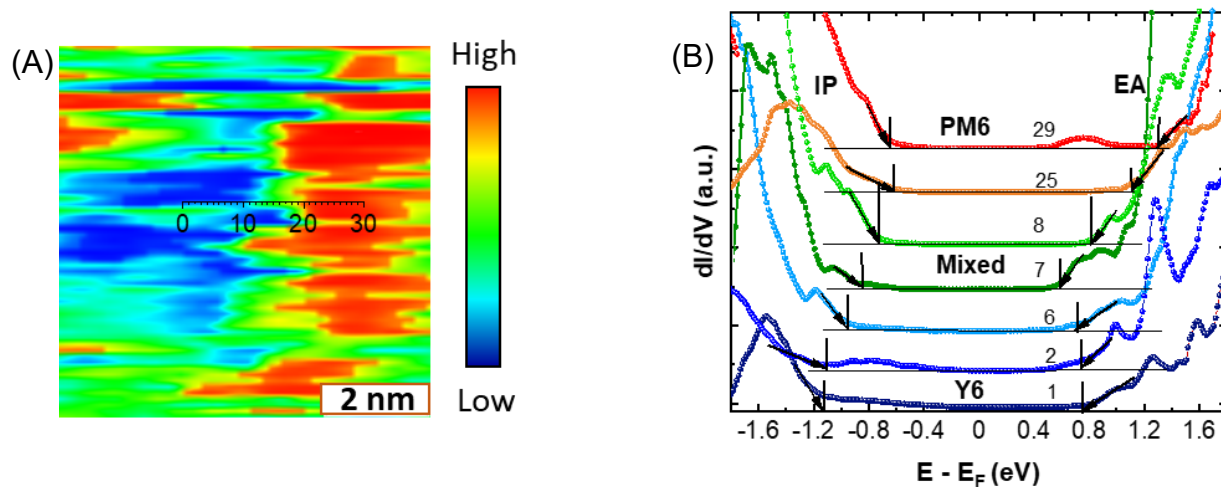 (A)
High
0 10 20 30
2 nm
Low
(B)
IP
EA
PM6
29
25
8
Mixed
7
6
2
Y6
1
dI/dV (a.u.)
-1.6 -1.2 -0.8 -0.4 0.0 0.4 0.8 1.2 1.6
E - E_F (eV)